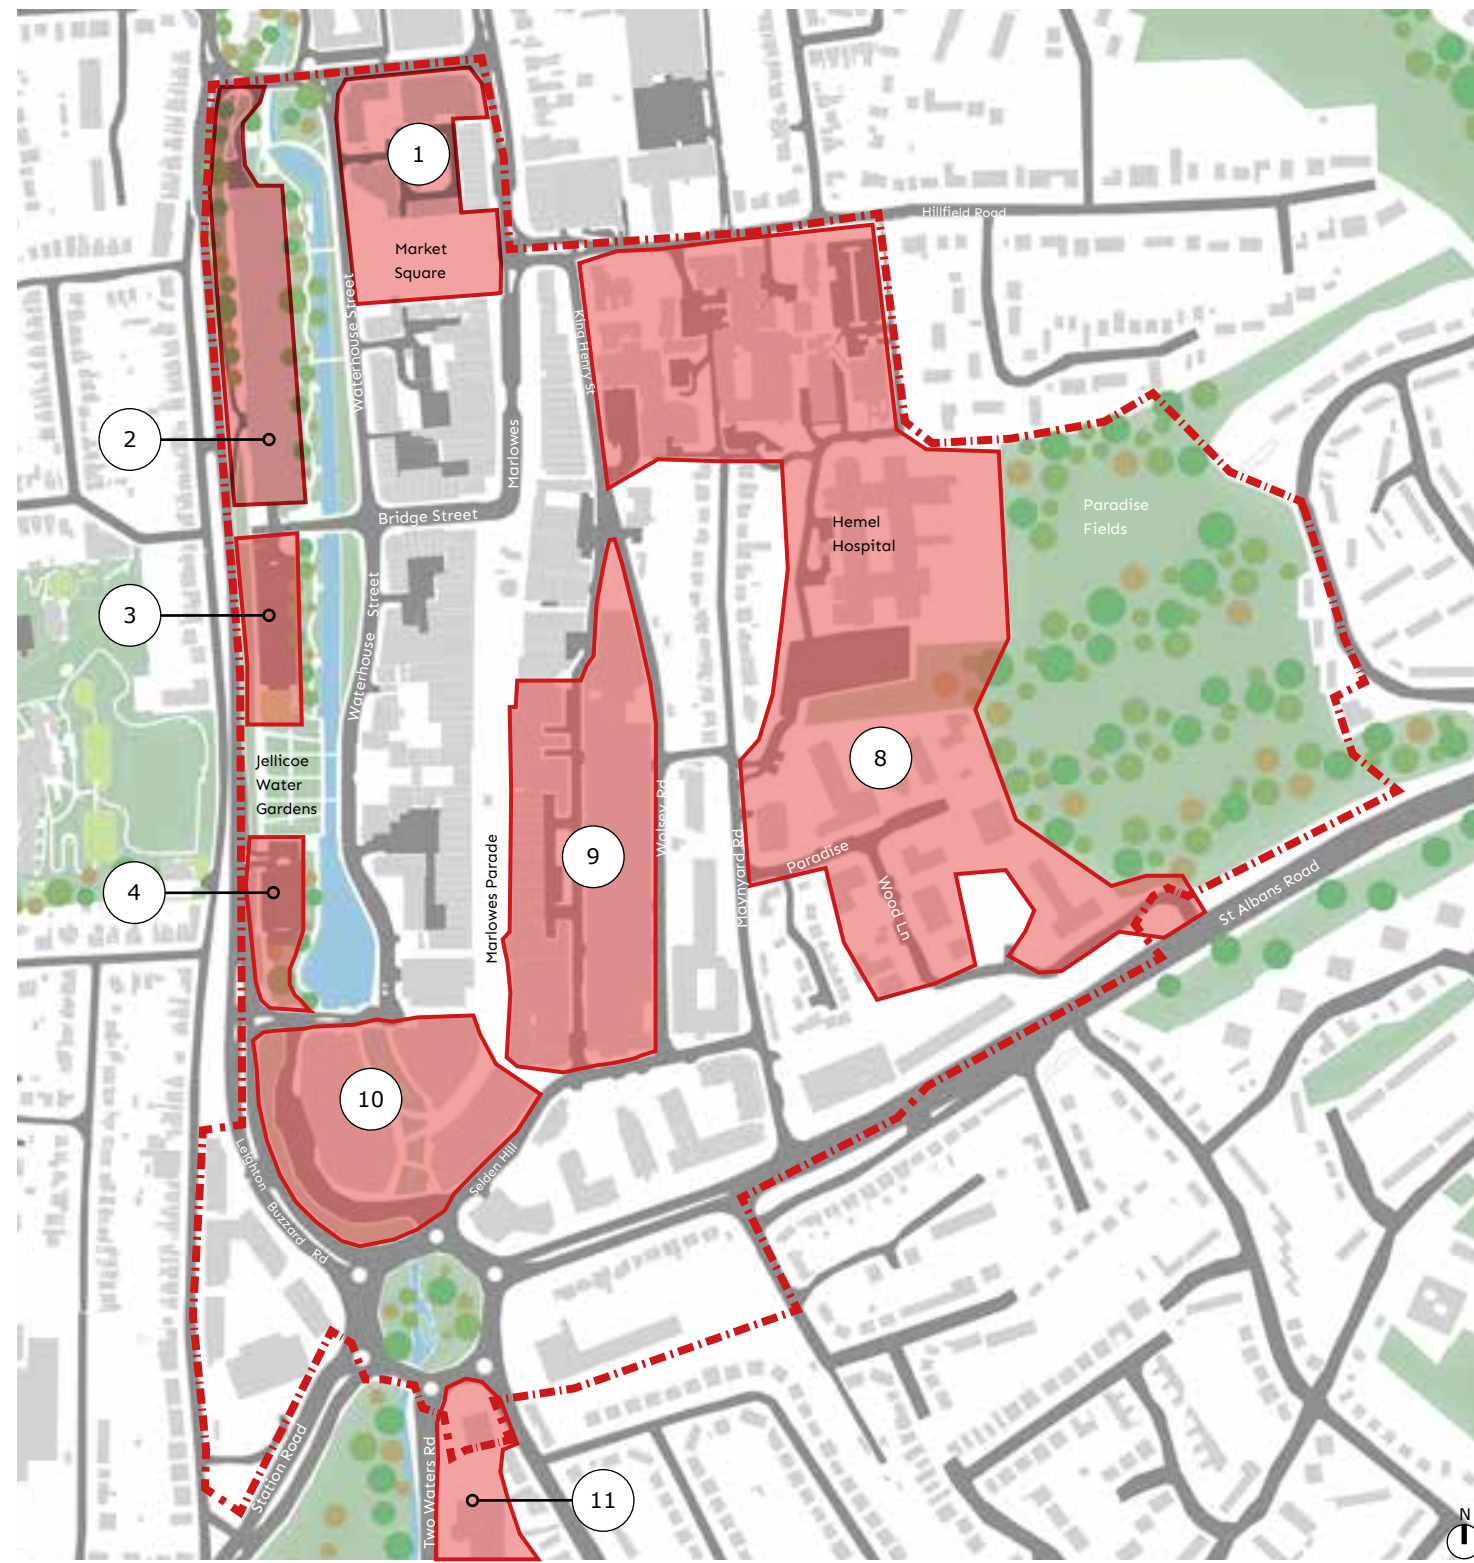 1
Market
Square
Hillfield Road
Waterhouse Street
King Henry St
2
Marlowes
Paradise
Fields
Bridge Street
Hemel
Hospital
3
Waterhouse Street
Jellicoe
Water
Gardens
8
Wolsey Rd
Maynyard Rd
Marlowes Parade
9
Paradise
4
Wood Ln
St Albans Road
10
Leighton Buzzard Rd
Selden Hill
Station Road
Two Waters Rd
11
N